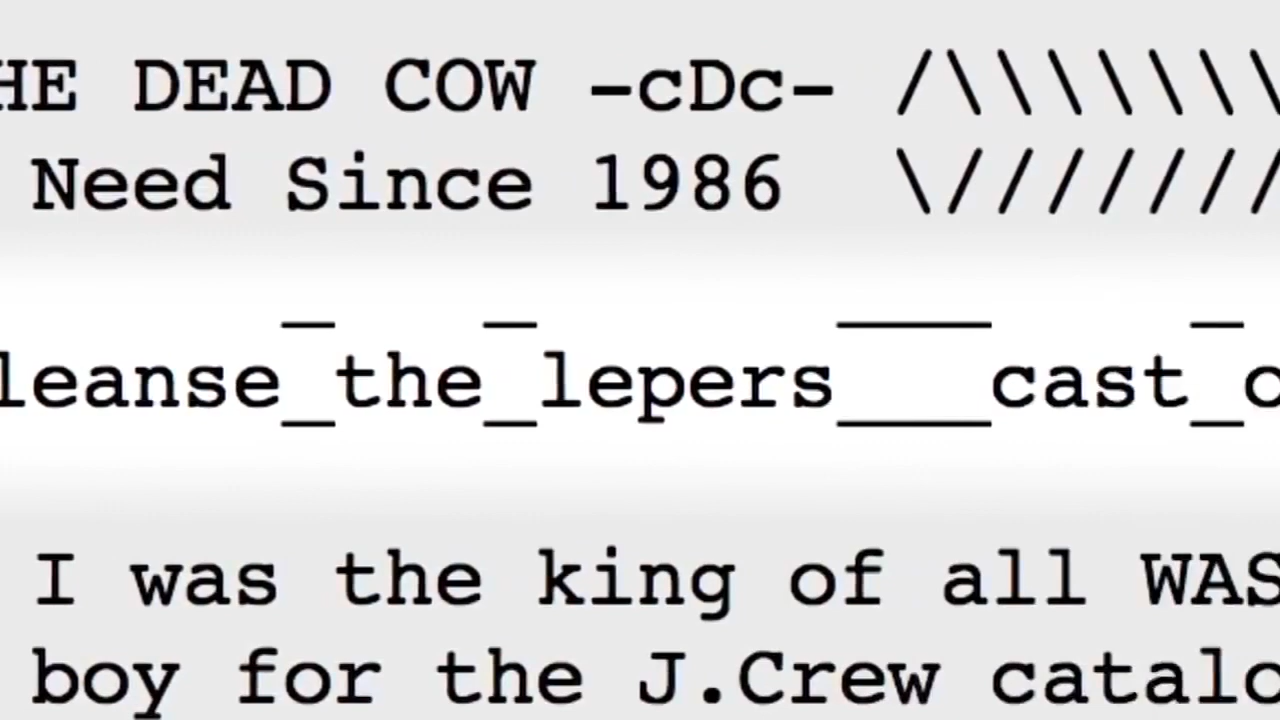 HE DEAD COW -cDc- /\\\\\\\
Need Since 1986 \///////
leanse_the_lepers___cast_o
I was the king of all WAS
boy for the J.Crew catalo